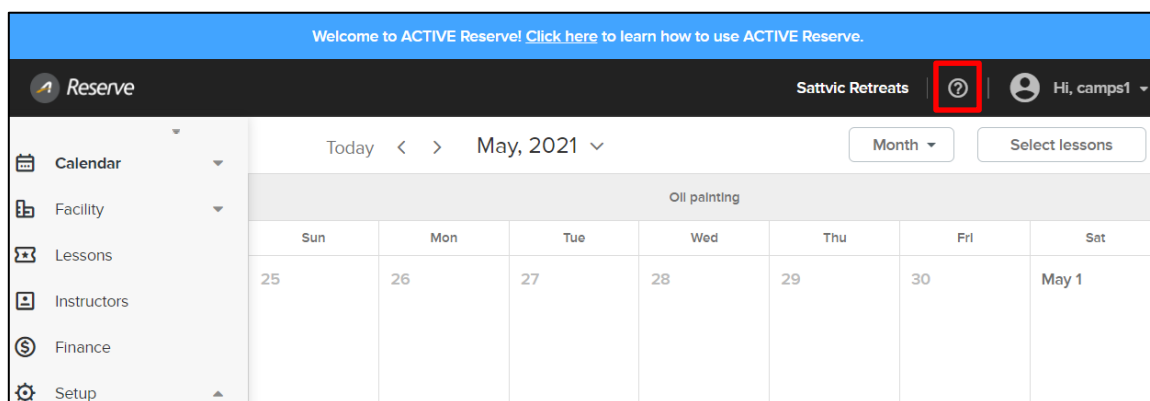 Welcome to ACTIVE Reserve! Click here to learn how to use ACTIVE Reserve.
Reserve
Sattvic Retreats
Hi, camps1
Calendar
Facility
Lessons
Instructors
Finance
Setup
Today
May, 2021
Month
Select lessons
Oil painting
Sun Mon Tue Wed Thu Fri Sat
25 26 27 28 29 30 May 1